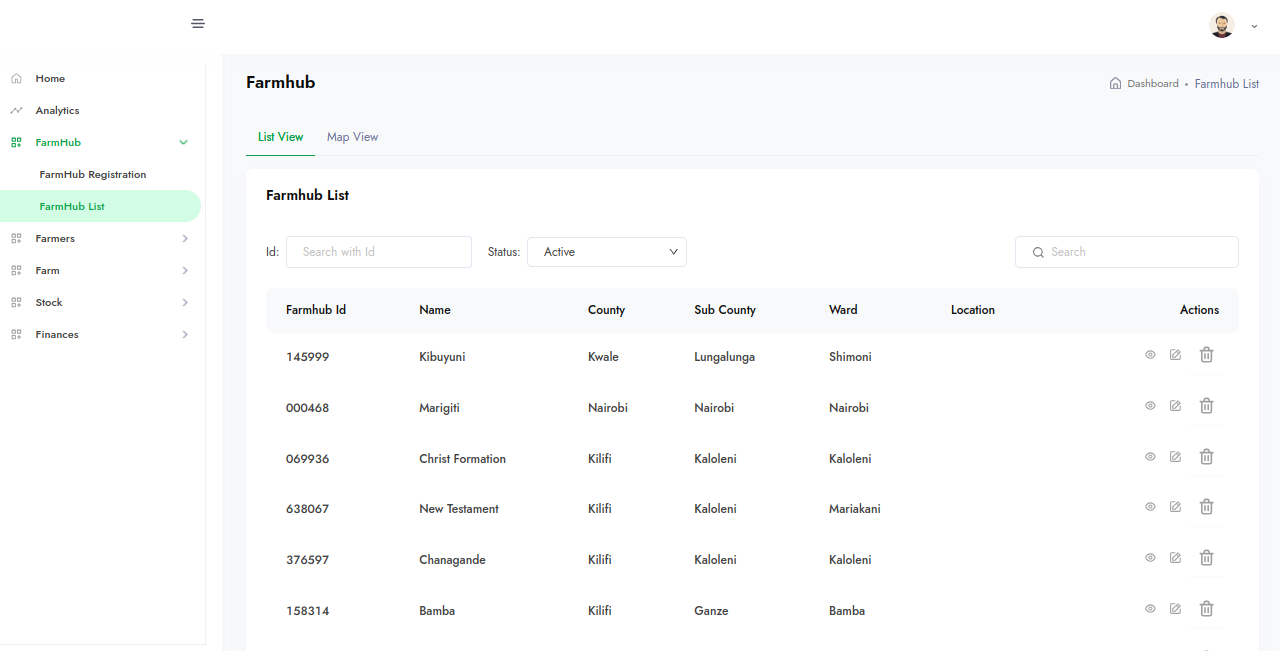 Home
Analytics
FarmHub
FarmHub Registration
FarmHub List
Farmers
Farm
Stock
Finances
Farmhub
Dashboard • Farmhub List
List View Map View
Farmhub List
Id: Search with Id Status: Active Search
Farmhub Id Name County Sub County Ward Location Actions
145999 Kibuyuni Kwale Lungalunga Shimoni
000468 Marigiti Nairobi Nairobi Nairobi
069936 Christ Formation Kilifi Kaloleni Kaloleni
638067 New Testament Kilifi Kaloleni Mariakani
376597 Chanagande Kilifi Kaloleni Kaloleni
158314 Bamba Kilifi Ganze Bamba